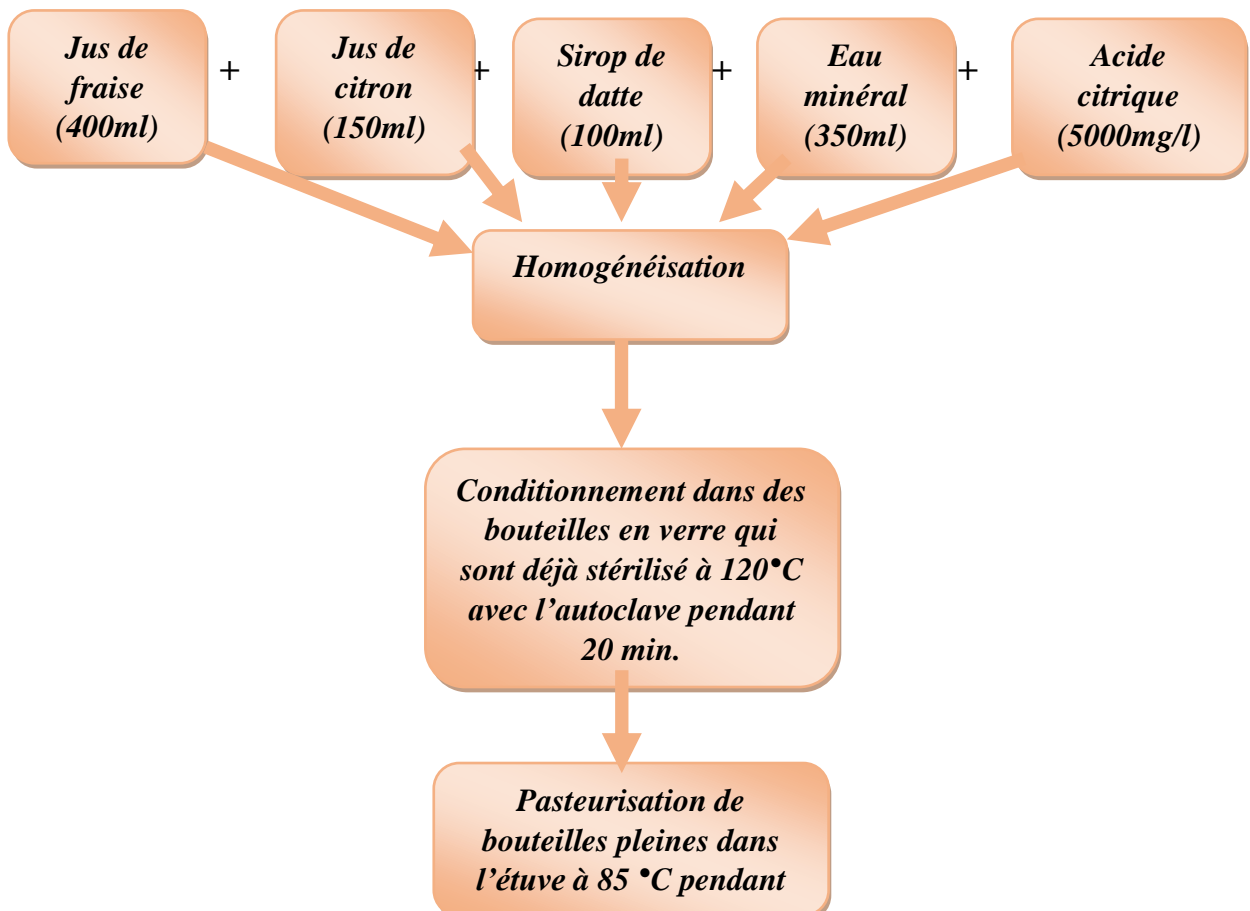 Jus de
fraise
(400ml)
+
Jus de
citron
(150ml)
+
Sirop de
datte
(100ml)
+
Eau
minéral
(350ml)
+
Acide
citrique
(5000mg/l)
Homogénéisation
Conditionnement dans des
bouteilles en verre qui
sont déjà stérilisé à 120°C
avec l'autoclave pendant
20 min.
Pasteurisation de
bouteilles pleines dans
l'étuve à 85 °C pendant